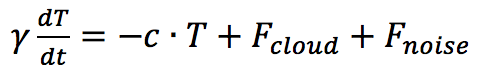 γ dT/dt = −c · T + F_cloud + F_noise